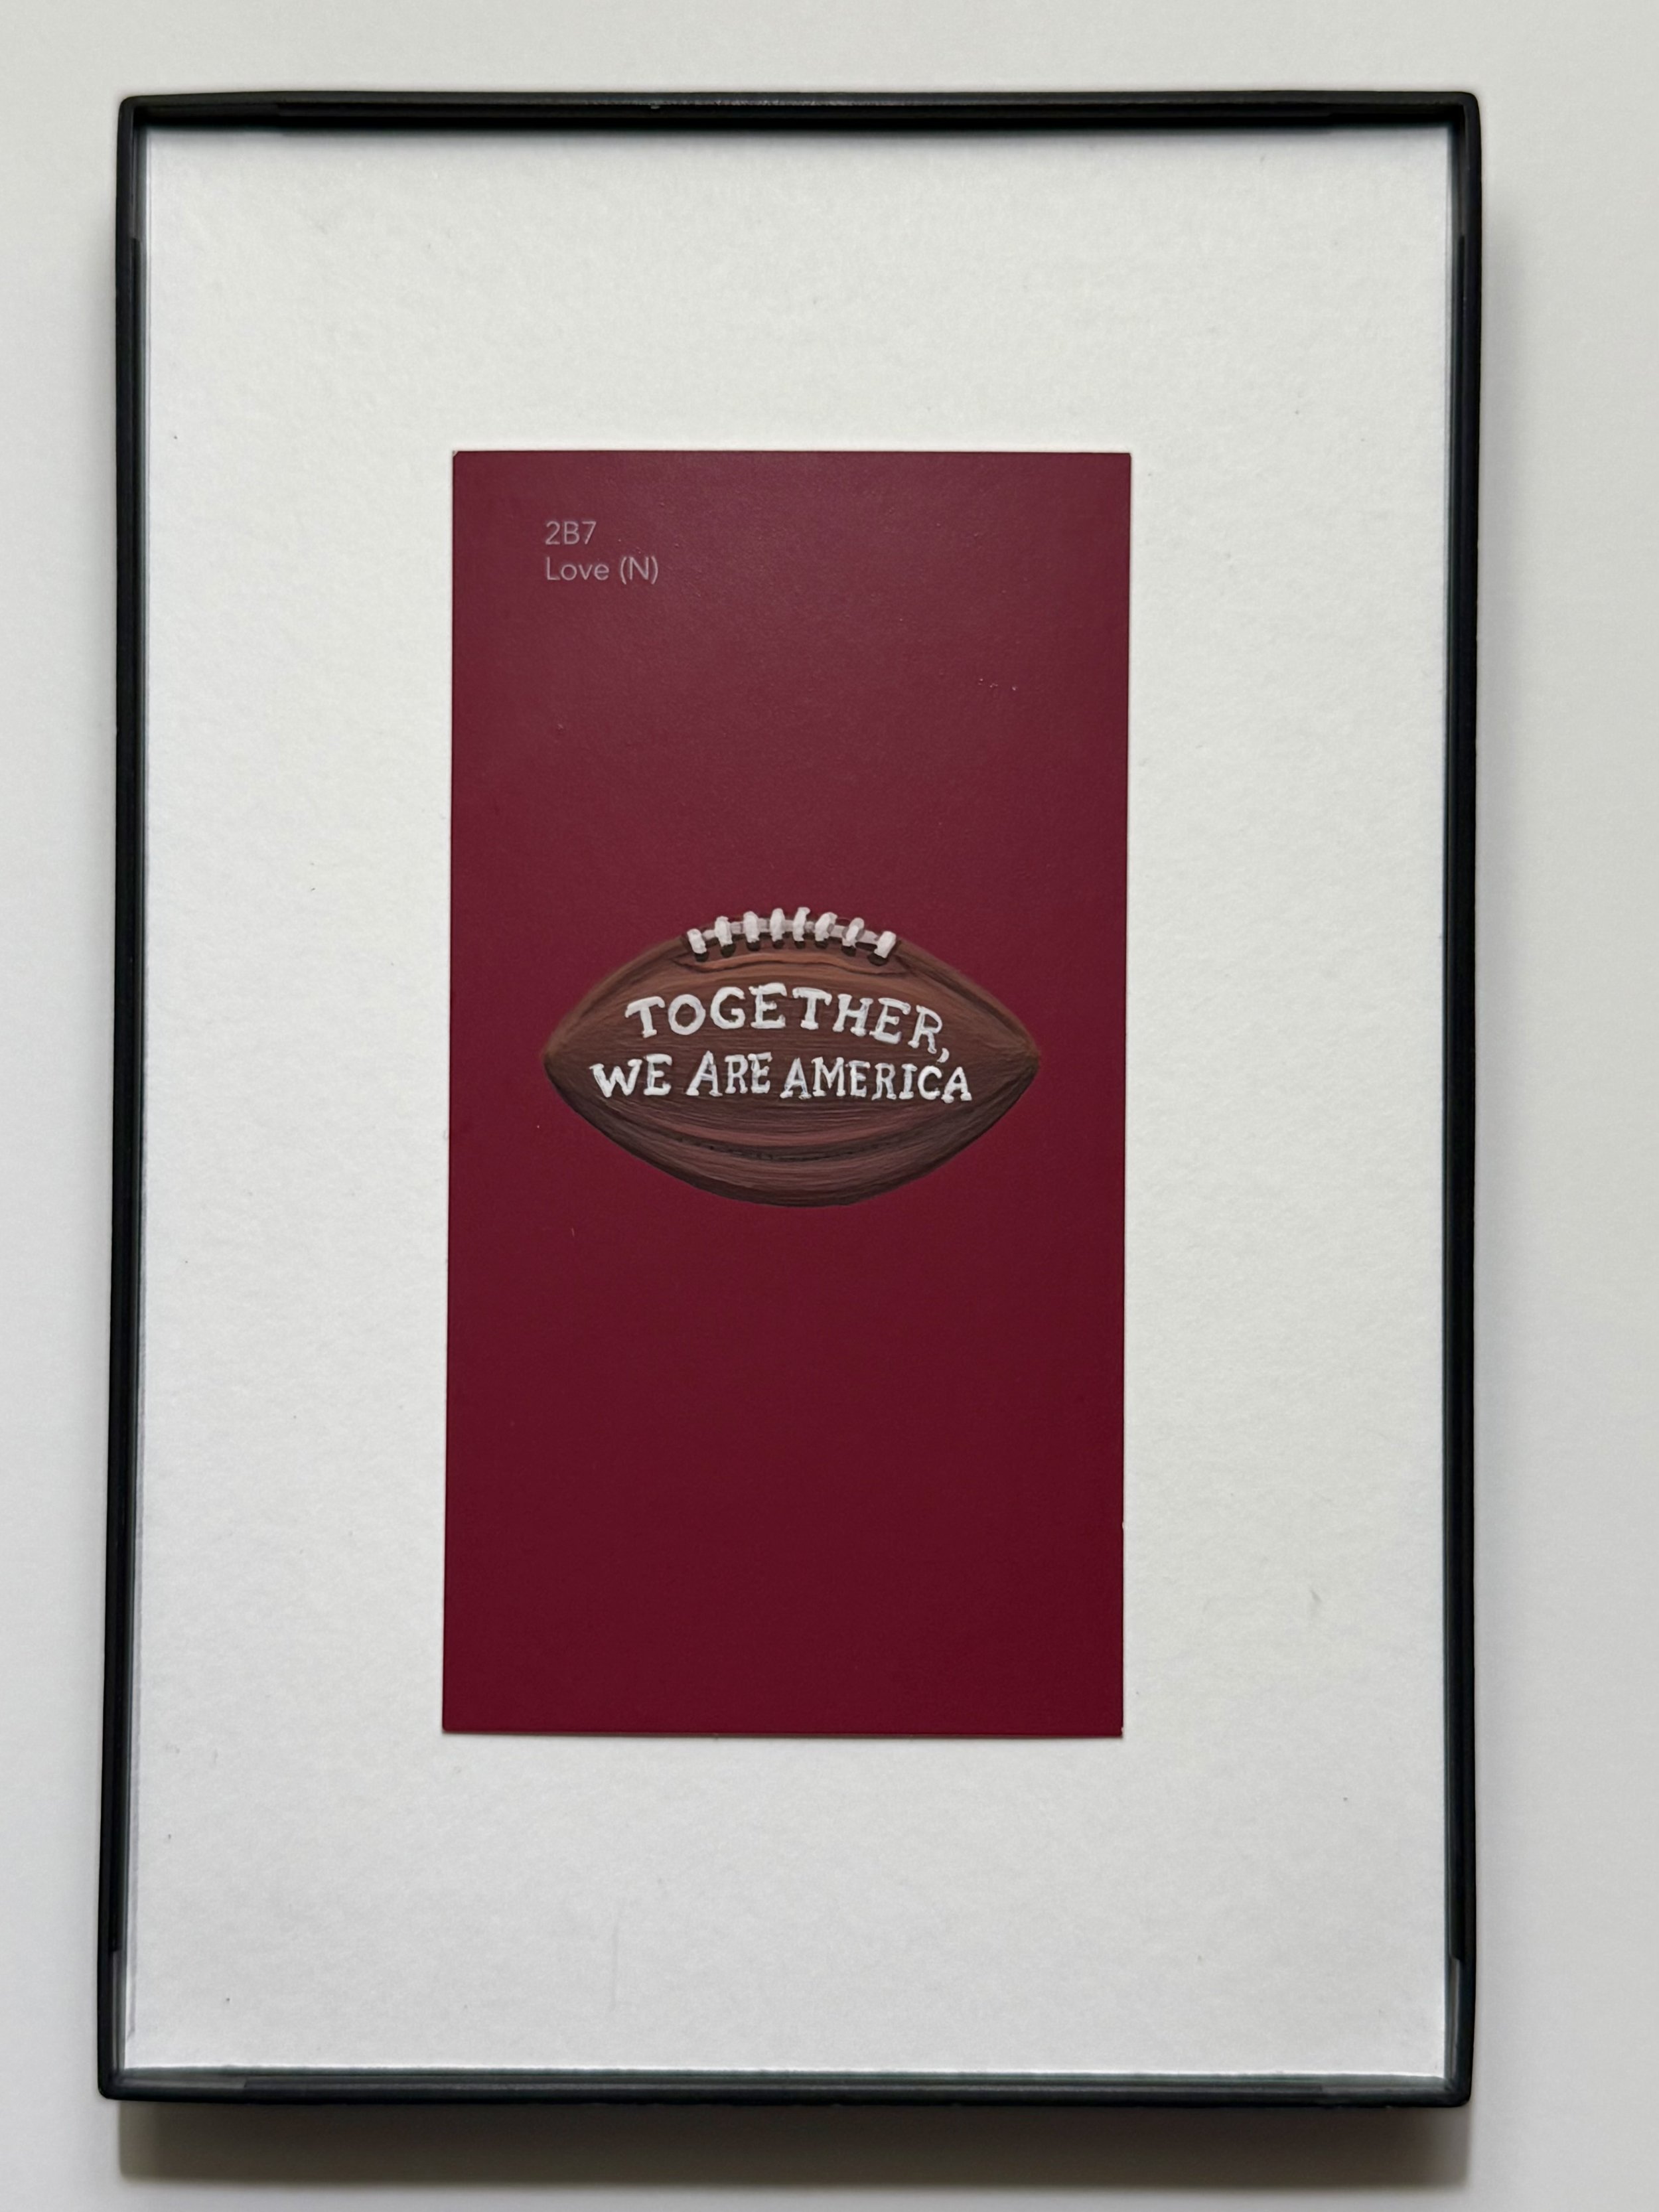 2B7
Love (N)
TOGETHER,
WE ARE AMERICA